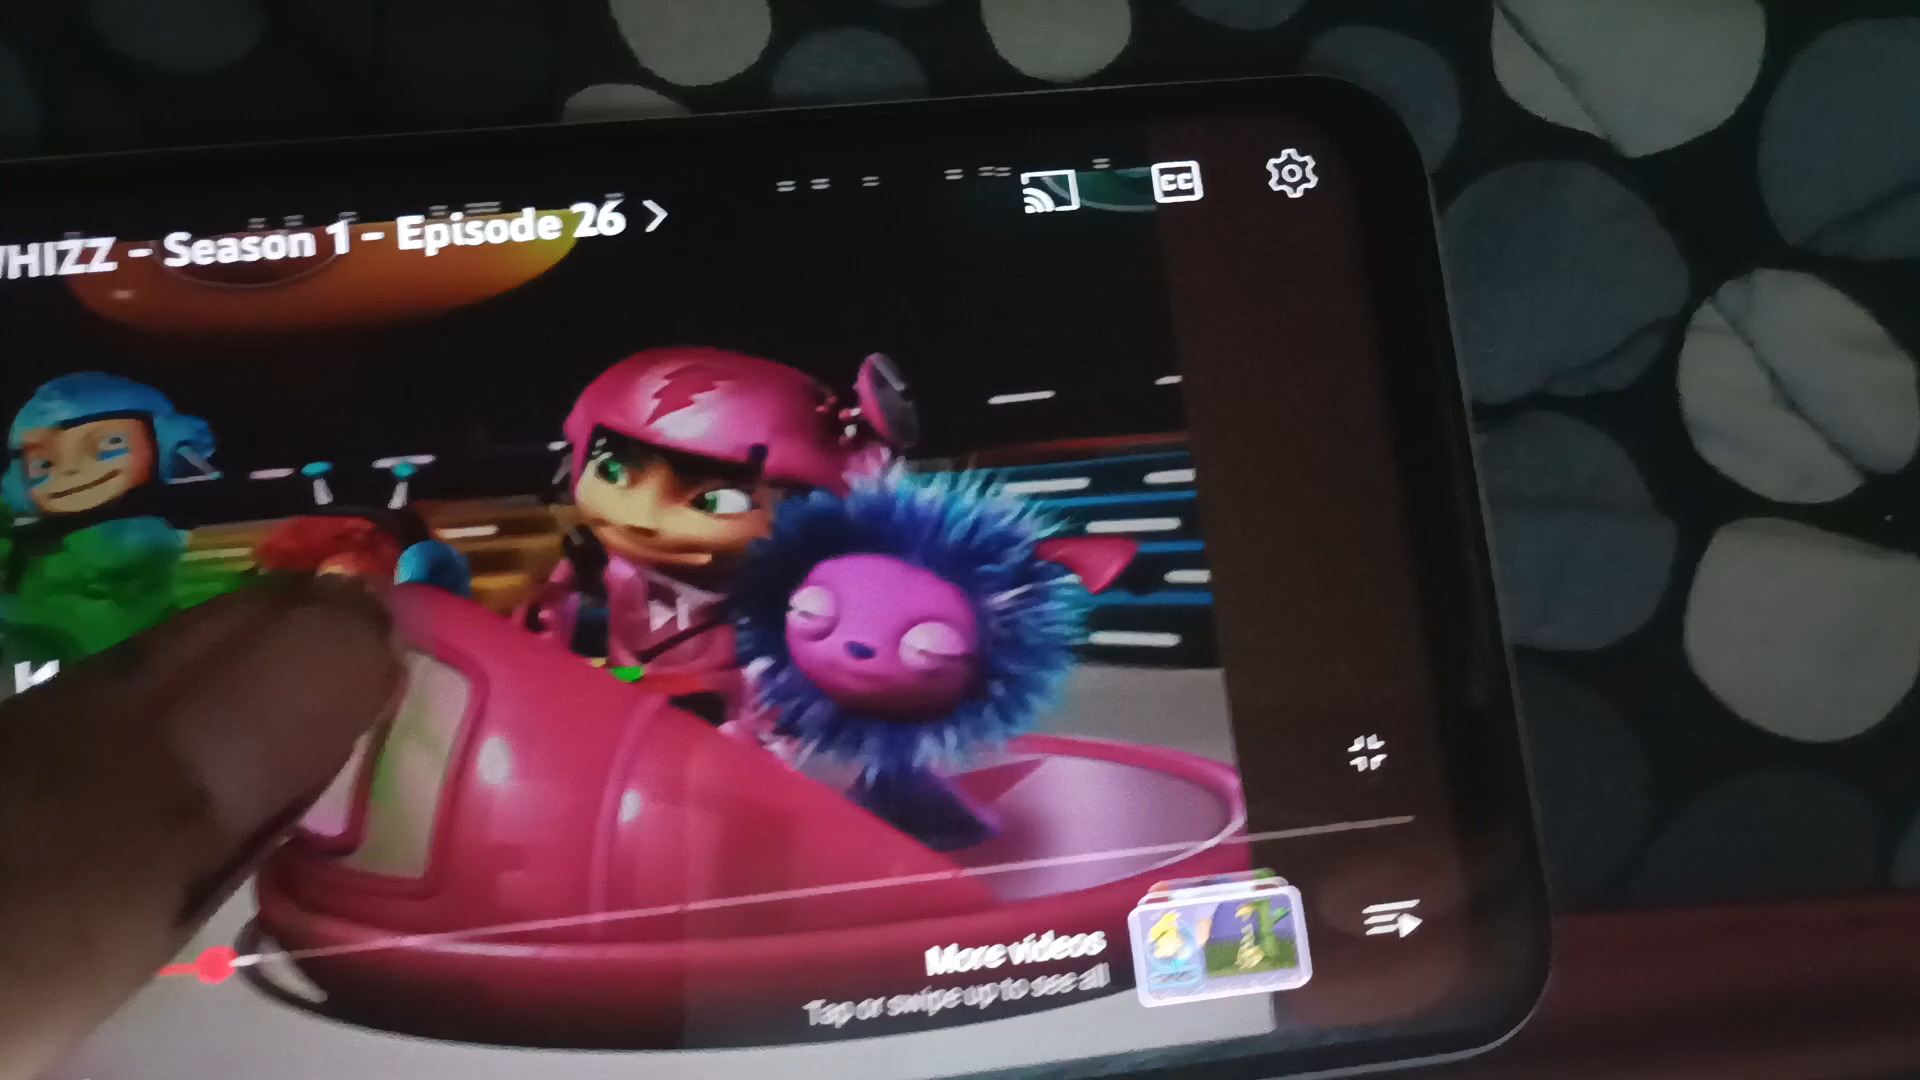 HIZZ - Season 1 - Episode 26
CC
More videos
Tap or swipe up to see all